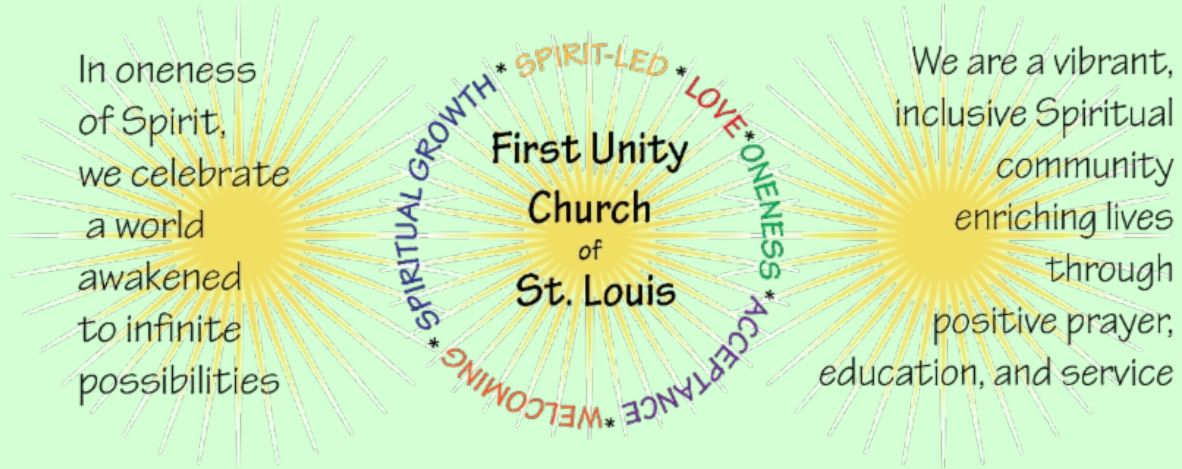 In oneness
of Spirit,
we celebrate
a world
awakened
to infinite
possibilities
SPIRIT-LED * LOVE * ONENESS * ACCEPTANCE * WELCOMING * SPIRITUAL GROWTH *
First Unity
Church
of
St. Louis
We are a vibrant,
inclusive Spiritual
community
enriching lives
through
positive prayer,
education, and service